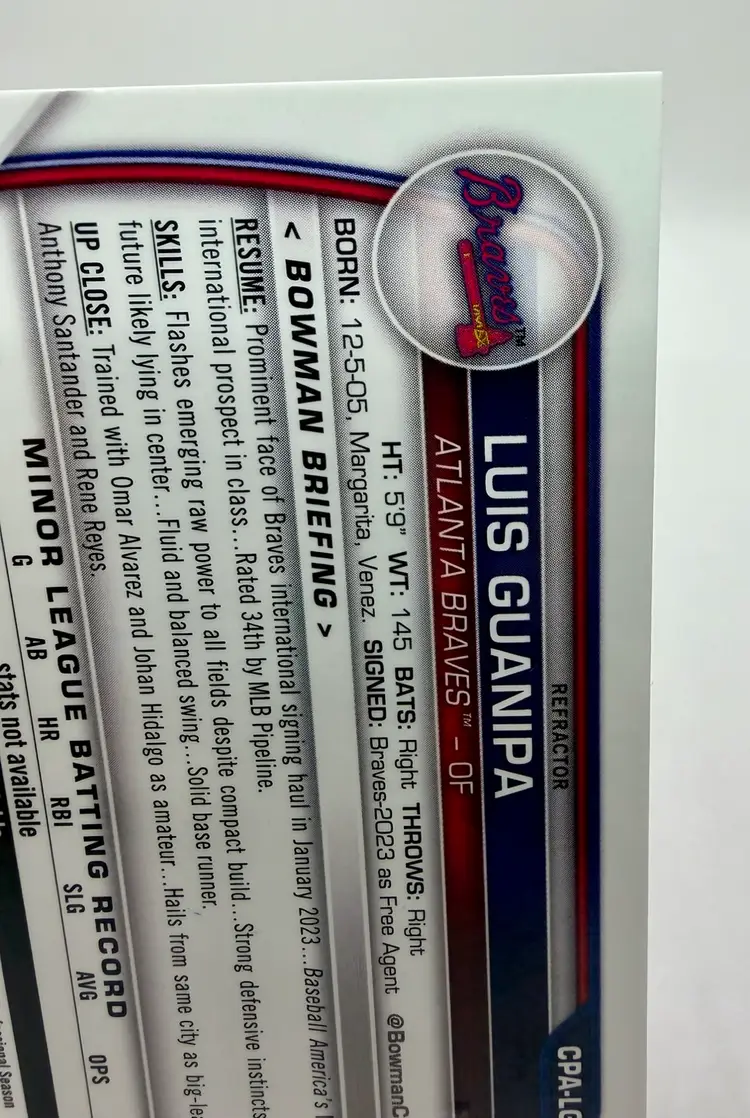 CPA-LG
REFRACTOR
LUIS GUANIPA
Braves™
ATLANTA BRAVES™ – OF
HT: 5'9" WT: 145 BATS: Right THROWS: Right
BORN: 12-5-05, Margarita, Venez. SIGNED: Braves-2023 as Free Agent @BowmanC
< BOWMAN BRIEFING >
RESUME: Prominent face of Braves international signing haul in January 2023...Baseball America's
international prospect in class...Rated 34th by MLB Pipeline.
SKILLS: Flashes emerging raw power to all fields despite compact build...Strong defensive instincts
future likely lying in center...Fluid and balanced swing...Solid base runner.
UP CLOSE: Trained with Omar Alvarez and Johan Hidalgo as amateur...Hails from same city as big-le
Anthony Santander and Rene Reyes.
MINOR LEAGUE BATTING RECORD
G AB HR RBI SLG AVG OPS
stats not available
Season